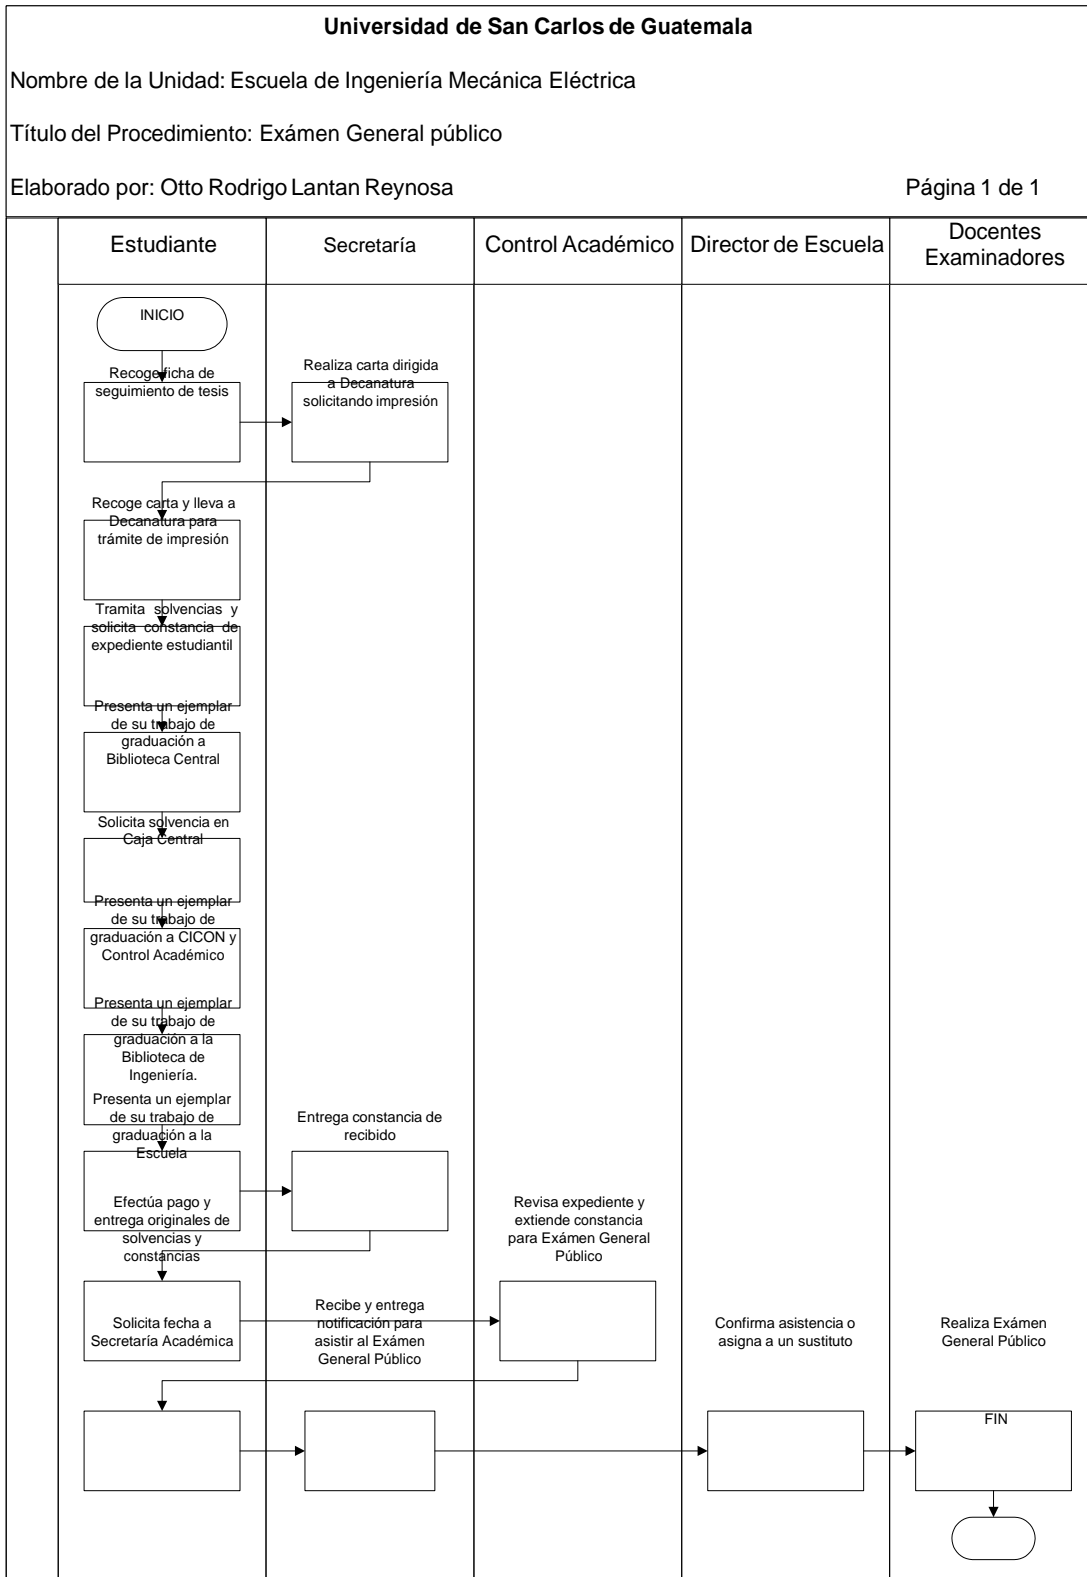 Universidad de San Carlos de Guatemala
Nombre de la Unidad: Escuela de Ingeniería Mecánica Eléctrica
Título del Procedimiento: Exámen General público
Elaborado por: Otto Rodrigo Lantan Reynosa
Página 1 de 1
Estudiante
Secretaría
Control Académico
Director de Escuela
Docentes
Examinadores
INICIO
Recoge ficha de
seguimiento de tesis
Realiza carta dirigida
a Decanatura
solicitando impresión
Recoge carta y lleva a
Decanatura para
trámite de impresión
Tramita solvencias y
solicita constancia de
expediente estudiantil
Presenta un ejemplar
de su trabajo de
graduación a
Biblioteca Central
Solicita solvencia en
Caja Central
Presenta un ejemplar
de su trabajo de
graduación a CICON y
Control Académico
Presenta un ejemplar
de su trabajo de
graduación a la
Biblioteca de
Ingeniería.
Presenta un ejemplar
de su trabajo de
graduación a la
Escuela
Entrega constancia de
recibido
Efectúa pago y
entrega originales de
solvencias y
constancias
Revisa expediente y
extiende constancia
para Exámen General
Público
Solicita fecha a
Secretaría Académica
Recibe y entrega
notificación para
asistir al Exámen
General Público
Confirma asistencia o
asigna a un sustituto
Realiza Exámen
General Público
FIN